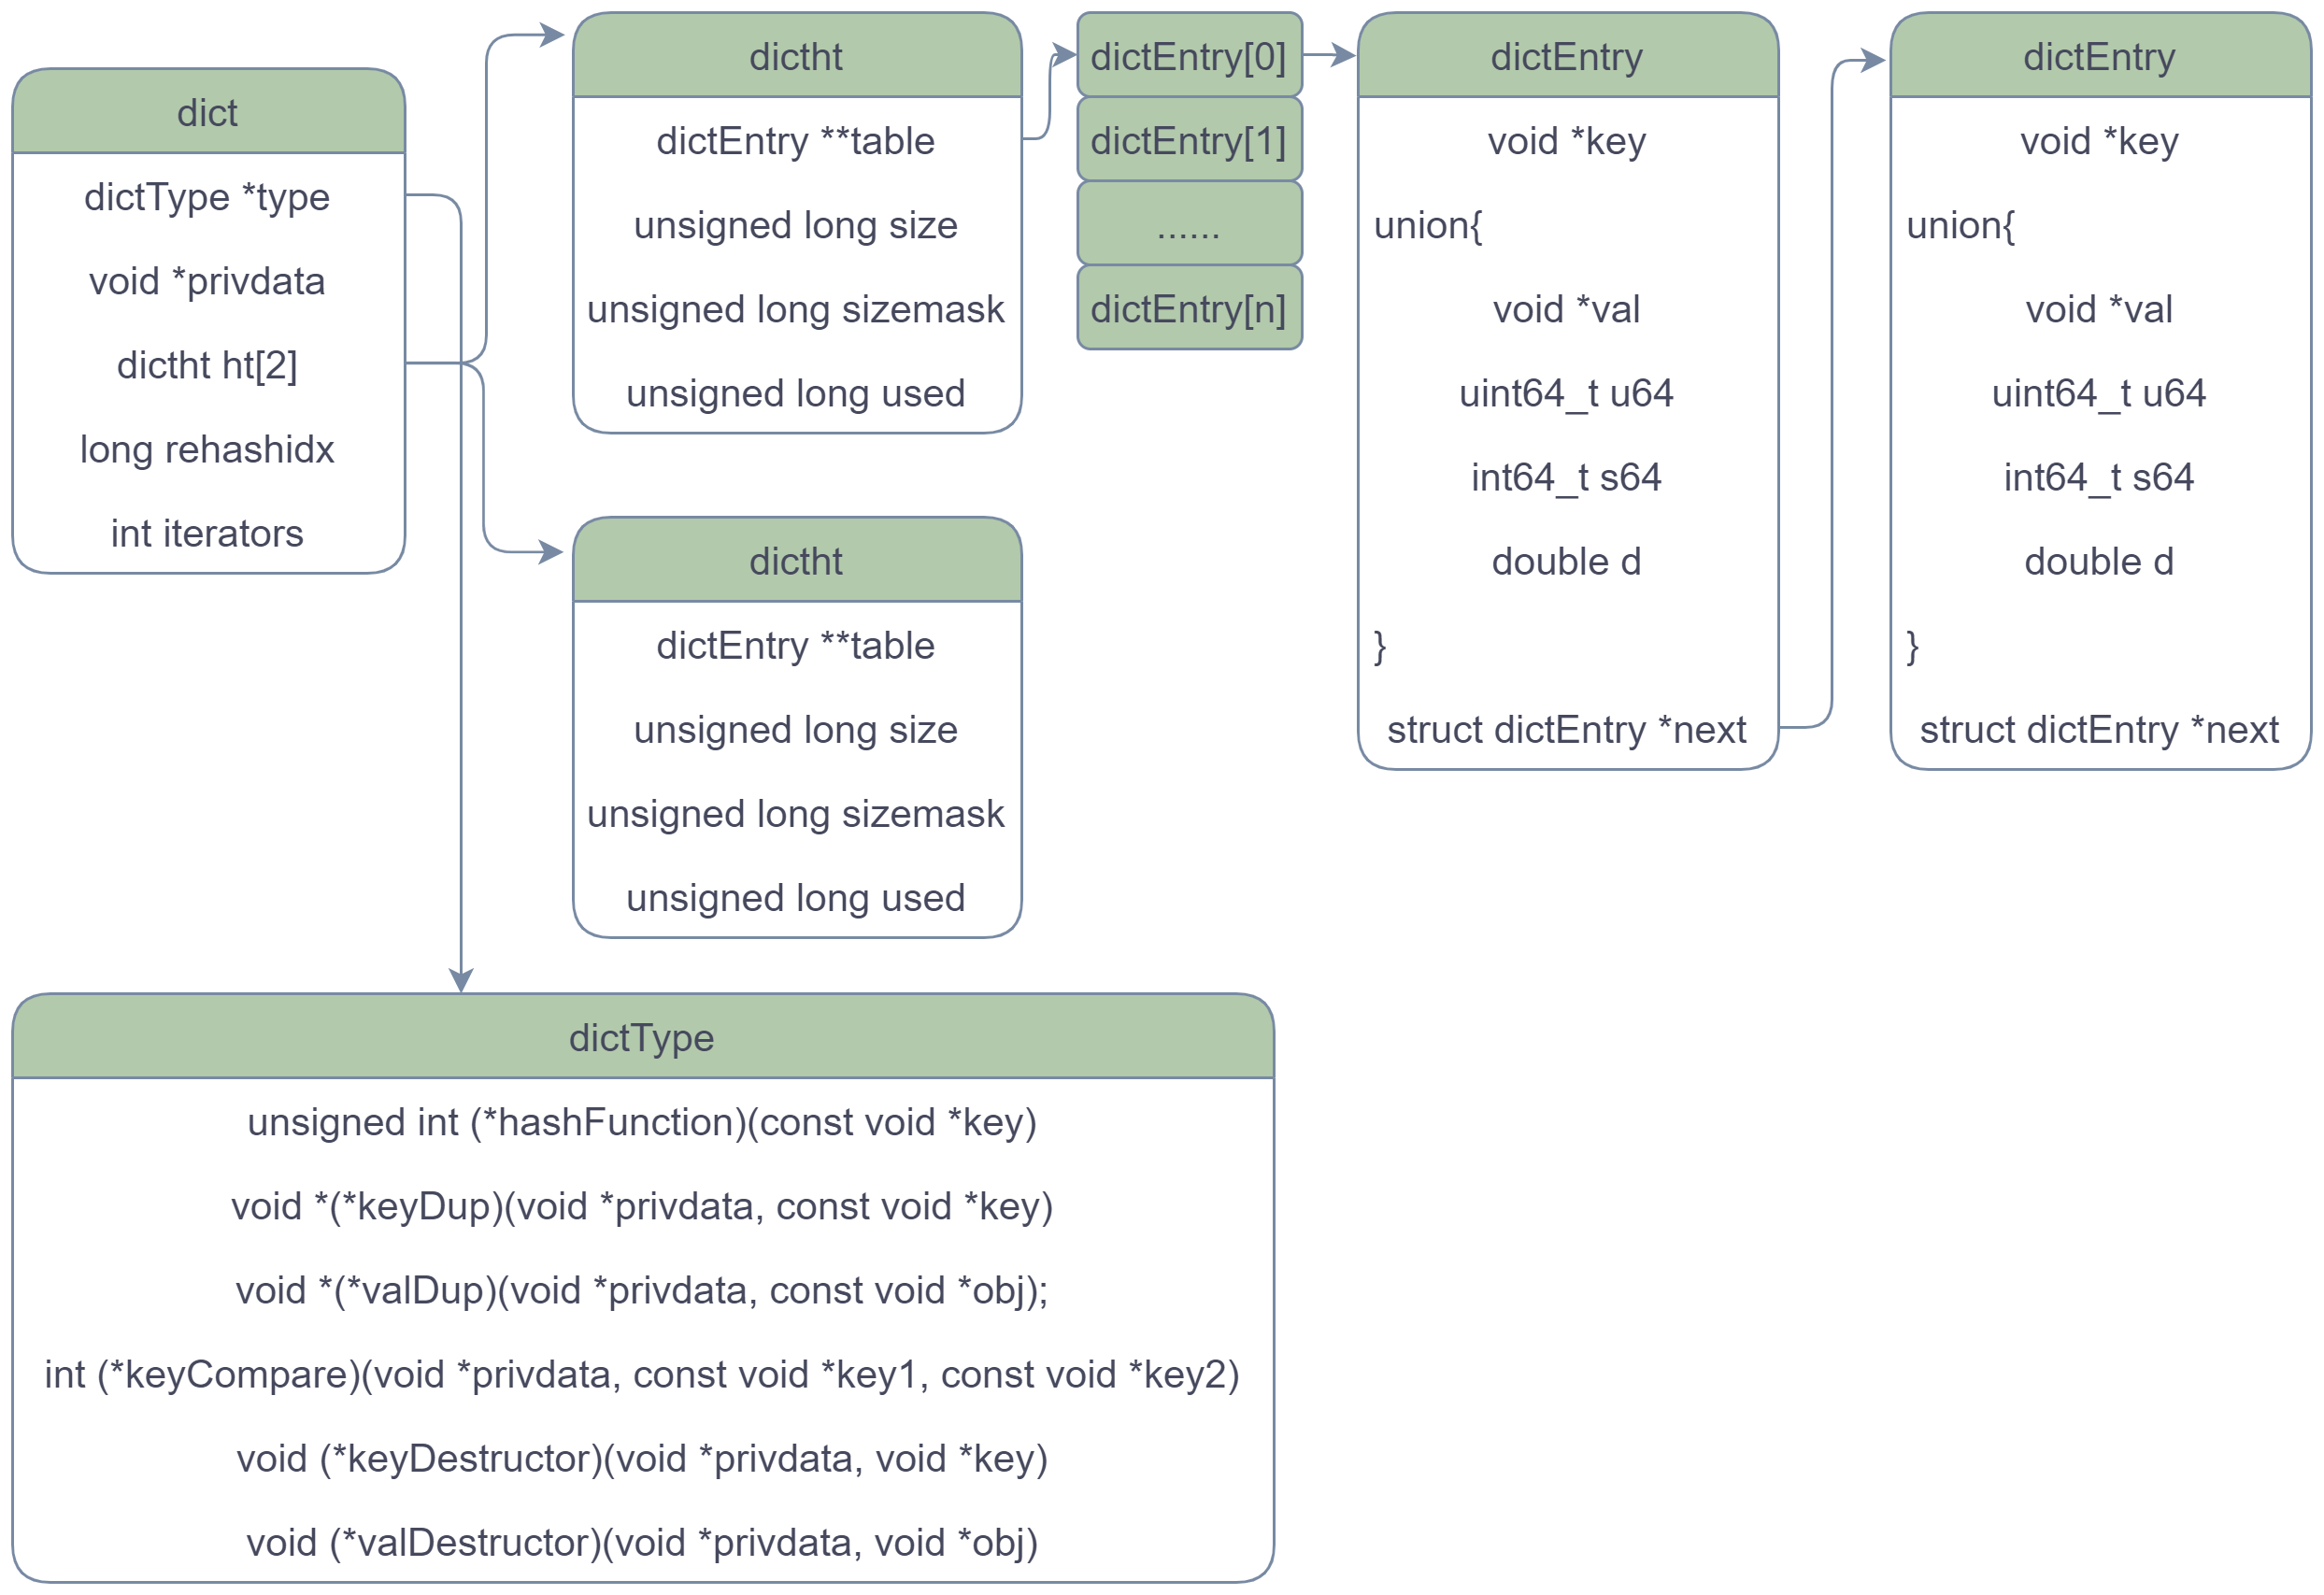 dict
dictType *type
void *privdata
dictht ht[2]
long rehashidx
int iterators
dictht
dictEntry **table
unsigned long size
unsigned long sizemask
unsigned long used
dictht
dictEntry **table
unsigned long size
unsigned long sizemask
unsigned long used
dictEntry[0]
dictEntry[1]
......
dictEntry[n]
dictEntry
void *key
union{
void *val
uint64_t u64
int64_t s64
double d
}
struct dictEntry *next
dictEntry
void *key
union{
void *val
uint64_t u64
int64_t s64
double d
}
struct dictEntry *next
dictType
unsigned int (*hashFunction)(const void *key)
void *(*keyDup)(void *privdata, const void *key)
void *(*valDup)(void *privdata, const void *obj);
int (*keyCompare)(void *privdata, const void *key1, const void *key2)
void (*keyDestructor)(void *privdata, void *key)
void (*valDestructor)(void *privdata, void *obj)